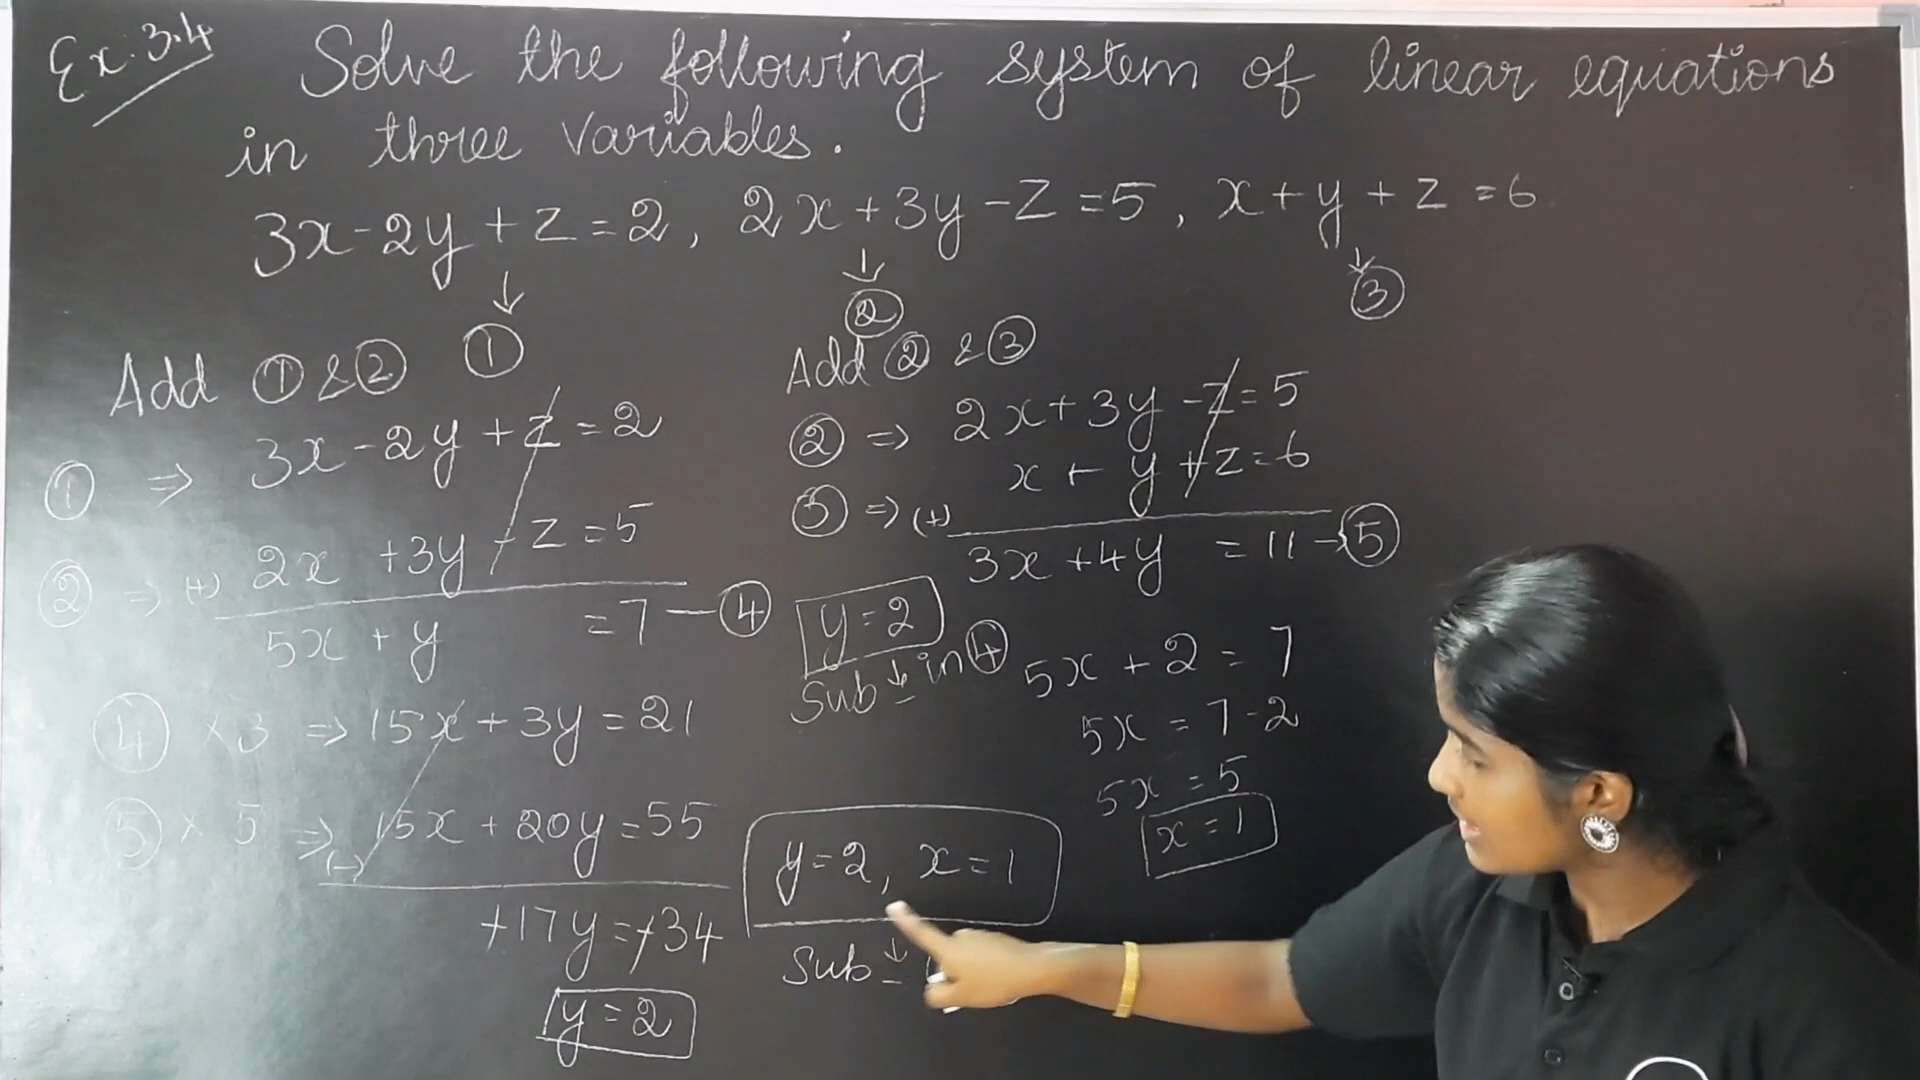 Ex. 3.4
Solve the following system of linear equations
in three variables.
3x-2y+z=2, 2x+3y-z=5, x+y+z=6
↓ ① ↓ ② ↓ ③
Add ① & ②
① ⇒ 3x-2y+z=2
② ⇒ (+) 2x+3y-z=5
5x+y =7 — ④
④ × 3 ⇒ 15x+3y=21
⑤ × 5 ⇒ (-) 15x+20y=55
+17y=+34
y=2
Add ② & ③
② ⇒ 2x+3y-z=5
③ ⇒ (+) x+y+z=6
3x+4y =11 → ⑤
y=2
Sub ↓ in ④
5x+2=7
5x=7-2
5x=5
x=1
y=2, x=1
Sub ↓